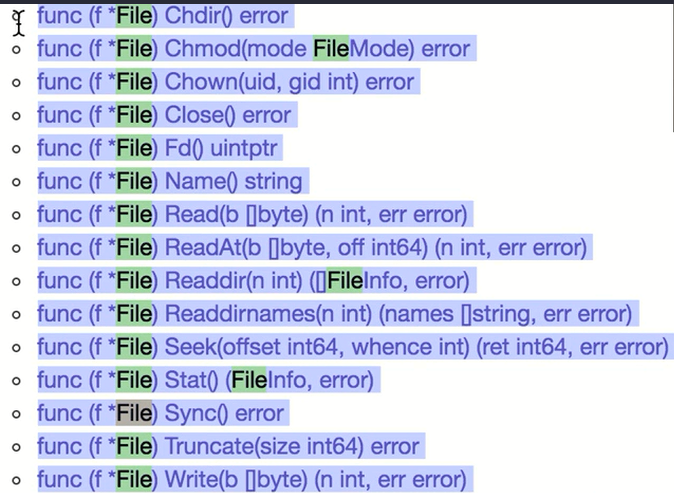 func (f *File) Chdir() error
func (f *File) Chmod(mode FileMode) error
func (f *File) Chown(uid, gid int) error
func (f *File) Close() error
func (f *File) Fd() uintptr
func (f *File) Name() string
func (f *File) Read(b []byte) (n int, err error)
func (f *File) ReadAt(b []byte, off int64) (n int, err error)
func (f *File) Readdir(n int) ([]FileInfo, error)
func (f *File) Readdirnames(n int) (names []string, err error)
func (f *File) Seek(offset int64, whence int) (ret int64, err error)
func (f *File) Stat() (FileInfo, error)
func (f *File) Sync() error
func (f *File) Truncate(size int64) error
func (f *File) Write(b []byte) (n int, err error)